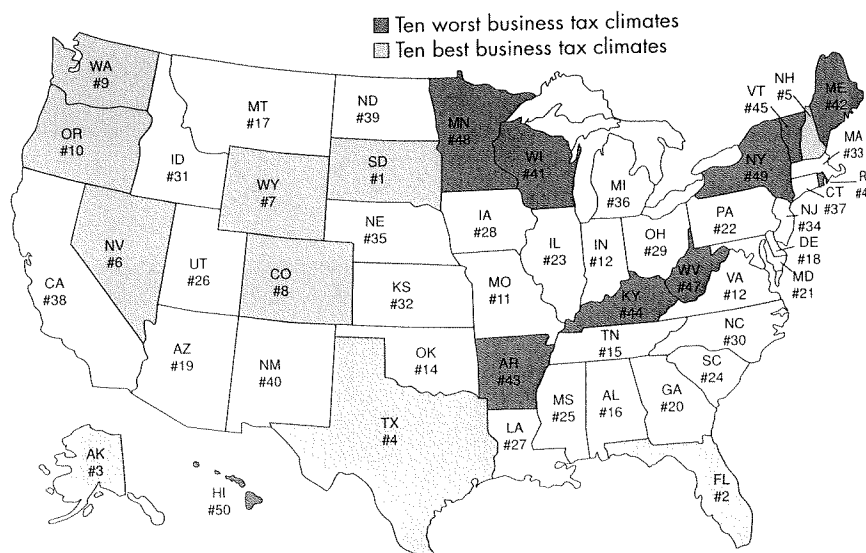 Ten worst business tax climates
Ten best business tax climates
WA
#9
OR
#10
MT
#17
ID
#31
ND
#39
SD
#1
MN
#48
WI
#41
WY
#7
NE
#35
IA
#28
NV
#6
UT
#26
CO
#8
CA
#38
KS
#32
MO
#11
IL
#23
IN
#12
OH
#29
MI
#36
PA
#22
NY
#49
VT
#45
NH
#5
ME
#42
MA
#33
R
#4
CT
#37
NJ
#34
DE
#18
MD
#21
WV
#47
VA
#12
KY
#44
TN
#15
NC
#30
SC
#24
AZ
#19
NM
#40
OK
#14
AR
#43
TX
#4
LA
#27
MS
#25
AL
#16
GA
#20
FL
#2
AK
#3
HI
#50